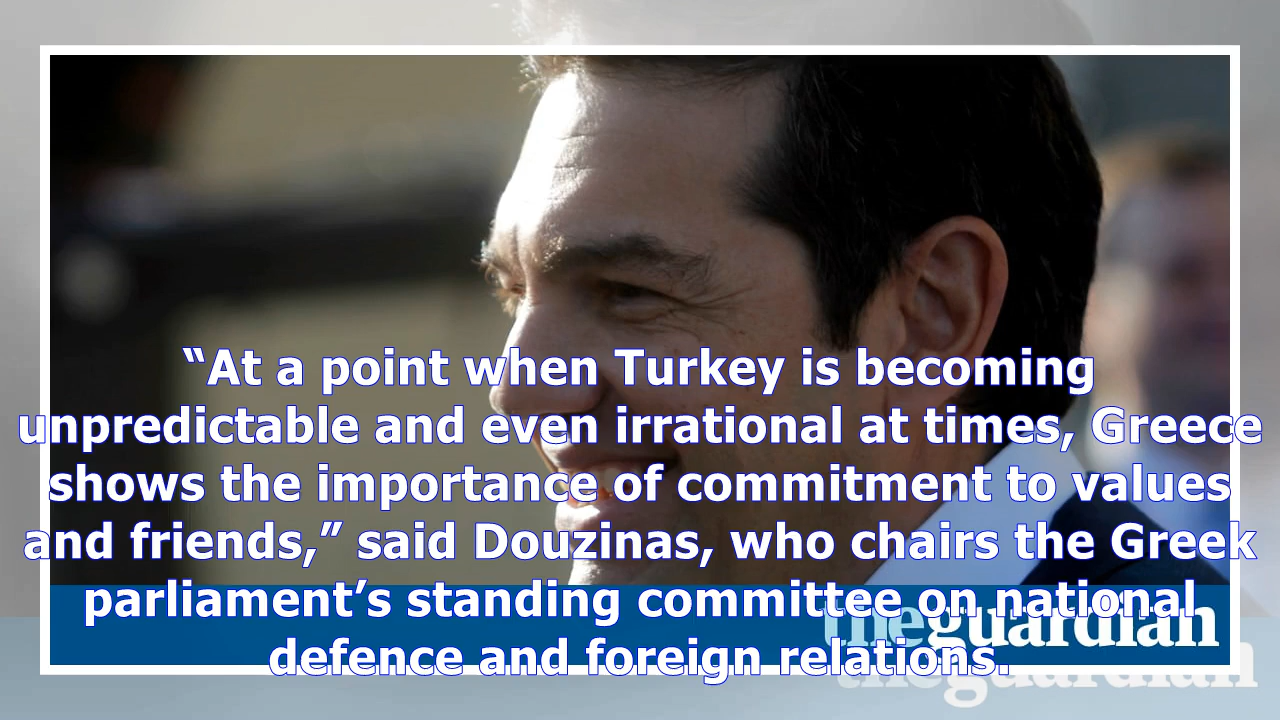 “At a point when Turkey is becoming
unpredictable and even irrational at times, Greece
shows the importance of commitment to values
and friends,” said Douzinas, who chairs the Greek
parliament’s standing committee on national
defence and foreign relations.
theguardian
theguardian